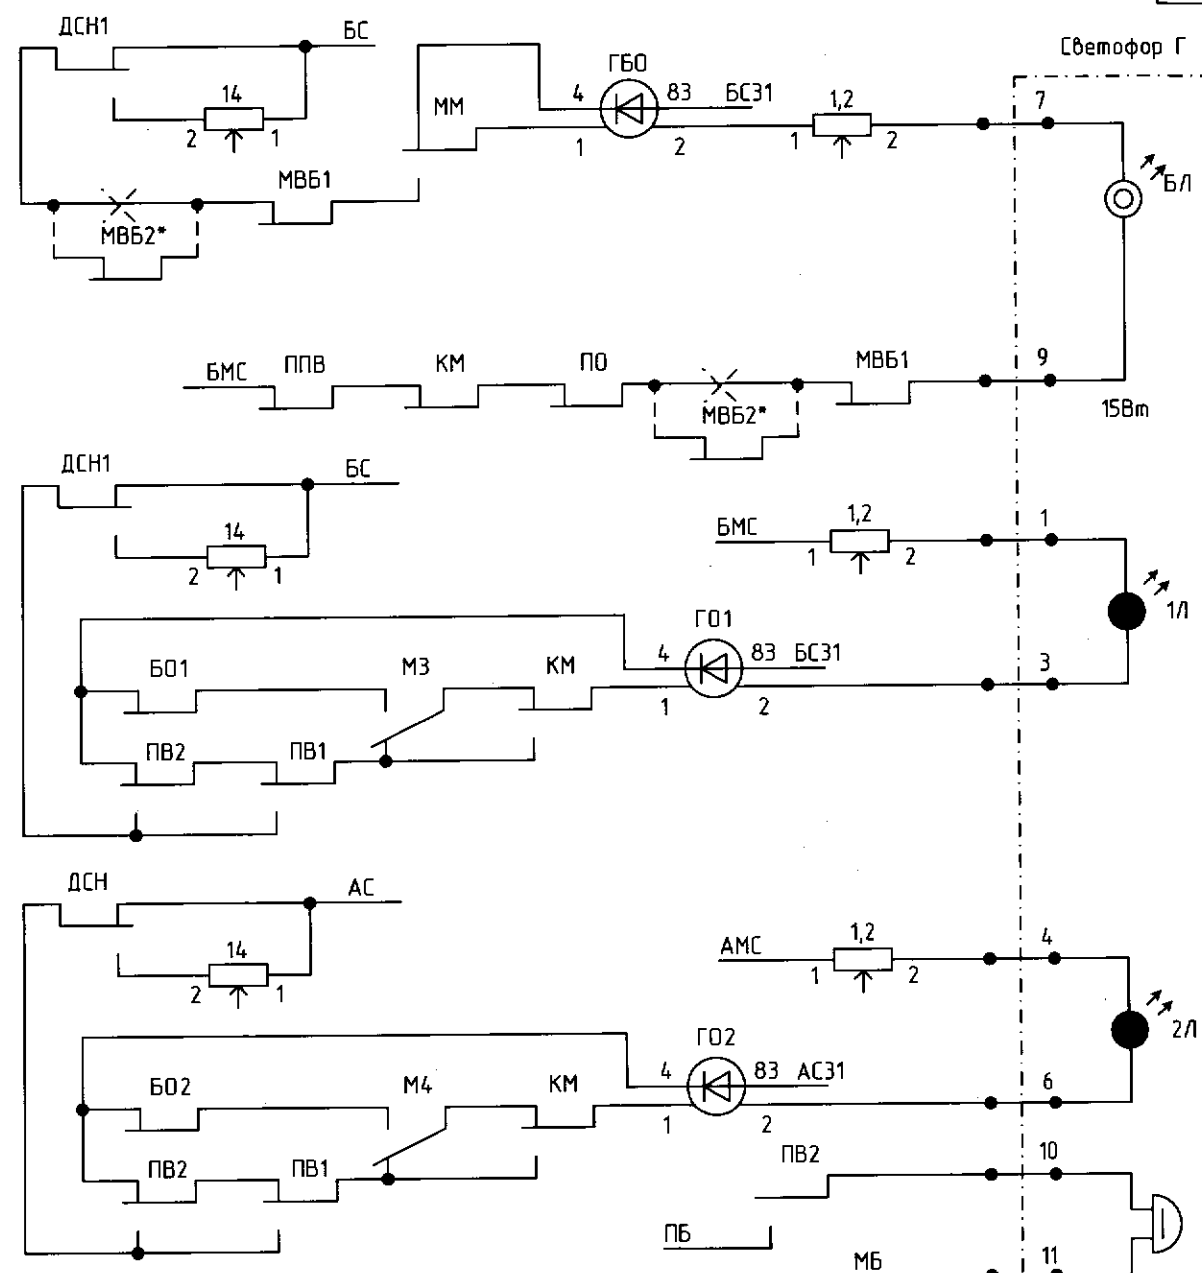 ДСН1
БС
Светофор Г
14
2
1
ММ
ГБО
4
83
БСЗ1
1
2
1,2
1
2
7
БЛ
МВБ1
МВБ2*
БМС
ППВ
КМ
ПО
МВБ2*
МВБ1
9
15Вт
ДСН1
БС
14
2
1
БМС
1,2
1
2
1
1Л
ГО1
БО1
МЗ
КМ
4
83
БСЗ1
1
2
3
ПВ2
ПВ1
ДСН
АС
14
2
1
АМС
1,2
1
2
4
2Л
ГО2
БО2
М4
КМ
4
83
АСЗ1
1
2
6
ПВ2
ПВ1
ПВ2
10
ПБ
МБ
11